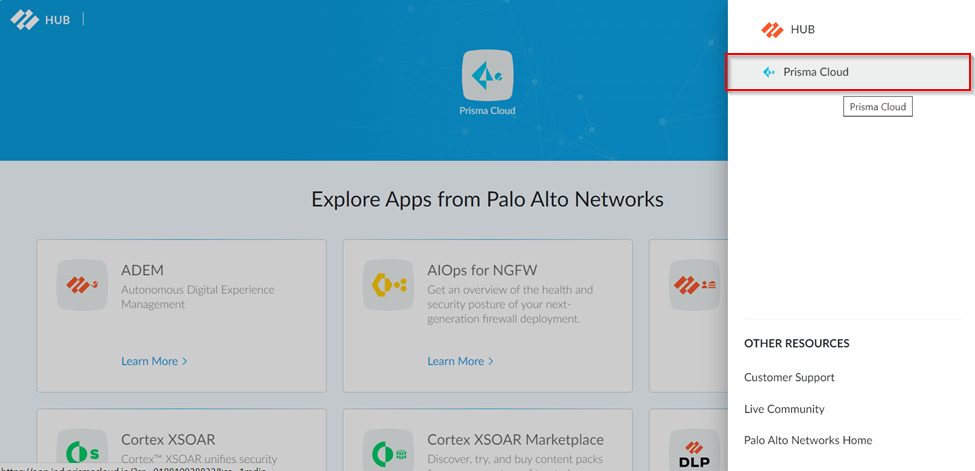 HUB
Prisma Cloud
Explore Apps from Palo Alto Networks
ADEM
Autonomous Digital Experience
Management
Learn More >
AIOps for NGFW
Get an overview of the health and
security posture of your next-
generation firewall deployment.
Learn More >
Cortex XSOAR
Cortex™ XSOAR unifies security
Cortex XSOAR Marketplace
Discover, try, and buy content packs
DLP
HUB
Prisma Cloud
Prisma Cloud
OTHER RESOURCES
Customer Support
Live Community
Palo Alto Networks Home